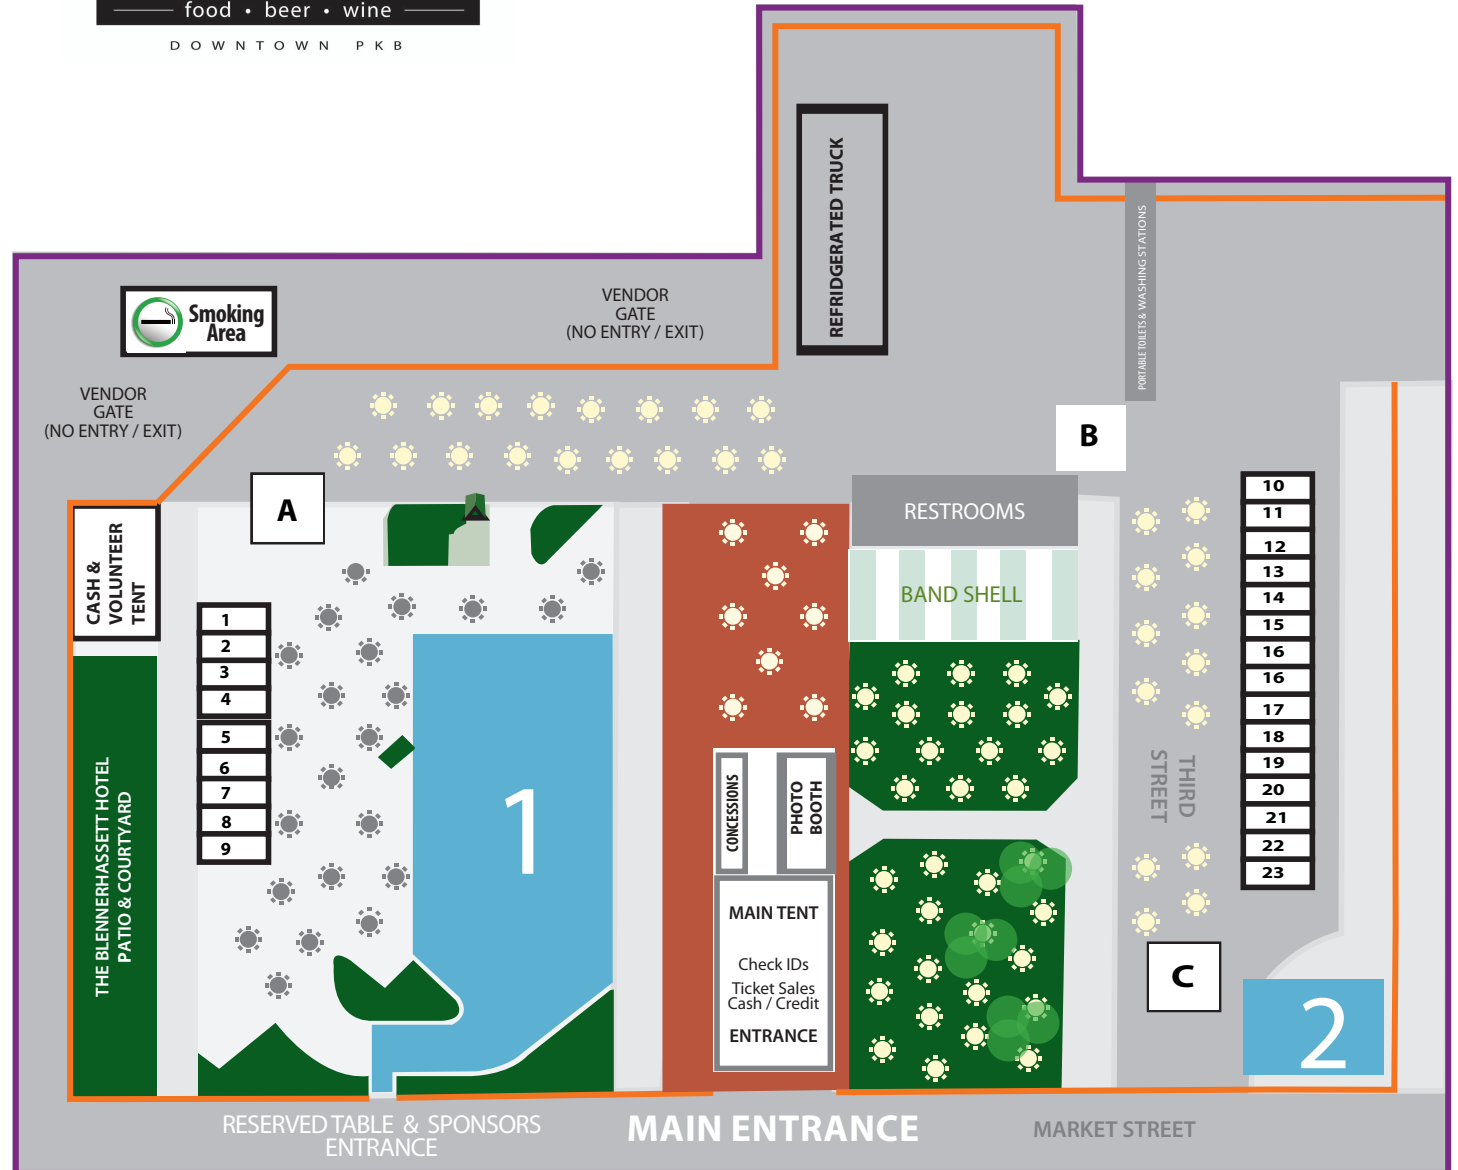 food • beer • wine
DOWNTOWN PKB
REFRIDGERATED TRUCK
PORTABLE TOILETS & WASHING STATIONS
Smoking
Area
VENDOR
GATE
(NO ENTRY / EXIT)
VENDOR
GATE
(NO ENTRY / EXIT)
A
B
CASH &
VOLUNTEER
TENT
RESTROOMS
BAND SHELL
1
2
3
4
5
6
7
8
9
10
11
12
13
14
15
16
16
17
18
19
20
21
22
23
THIRD
STREET
THE BLENNERHASSETT HOTEL
PATIO & COURTYARD
1
CONCESSIONS
PHOTO
BOOTH
MAIN TENT
Check IDs
Ticket Sales
Cash / Credit
ENTRANCE
C
2
RESERVED TABLE & SPONSORS
ENTRANCE
MAIN ENTRANCE
MARKET STREET